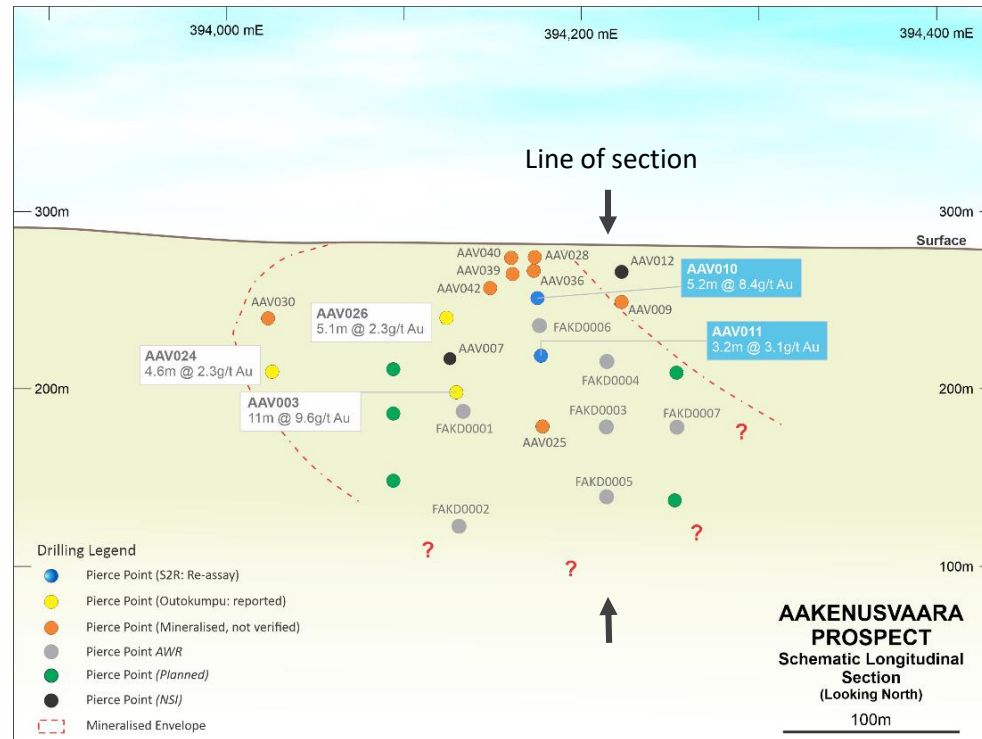 394,000 mE
394,200 mE
394,400 mE
Line of section
300m
300m
Surface
AAV040
AAV028
AAV012
AAV039
AAV036
AAV010
5.2m @ 8.4g/t Au
AAV042
AAV030
AAV026
5.1m @ 2.3g/t Au
AAV009
FAKD0006
AAV011
3.2m @ 3.1g/t Au
AAV024
4.6m @ 2.3g/t Au
AAV007
FAKD0004
200m
200m
AAV003
11m @ 9.6g/t Au
FAKD0001
FAKD0003
FAKD0007
AAV025
?
FAKD0005
FAKD0002
?
?
?
100m
100m
Drilling Legend
Pierce Point (S2R: Re-assay)
Pierce Point (Outokumpu: reported)
Pierce Point (Mineralised, not verified)
Pierce Point AWR
Pierce Point (Planned)
Pierce Point (NSI)
Mineralised Envelope
AAKENUSVAARA
PROSPECT
Schematic Longitudinal
Section
(Looking North)
100m